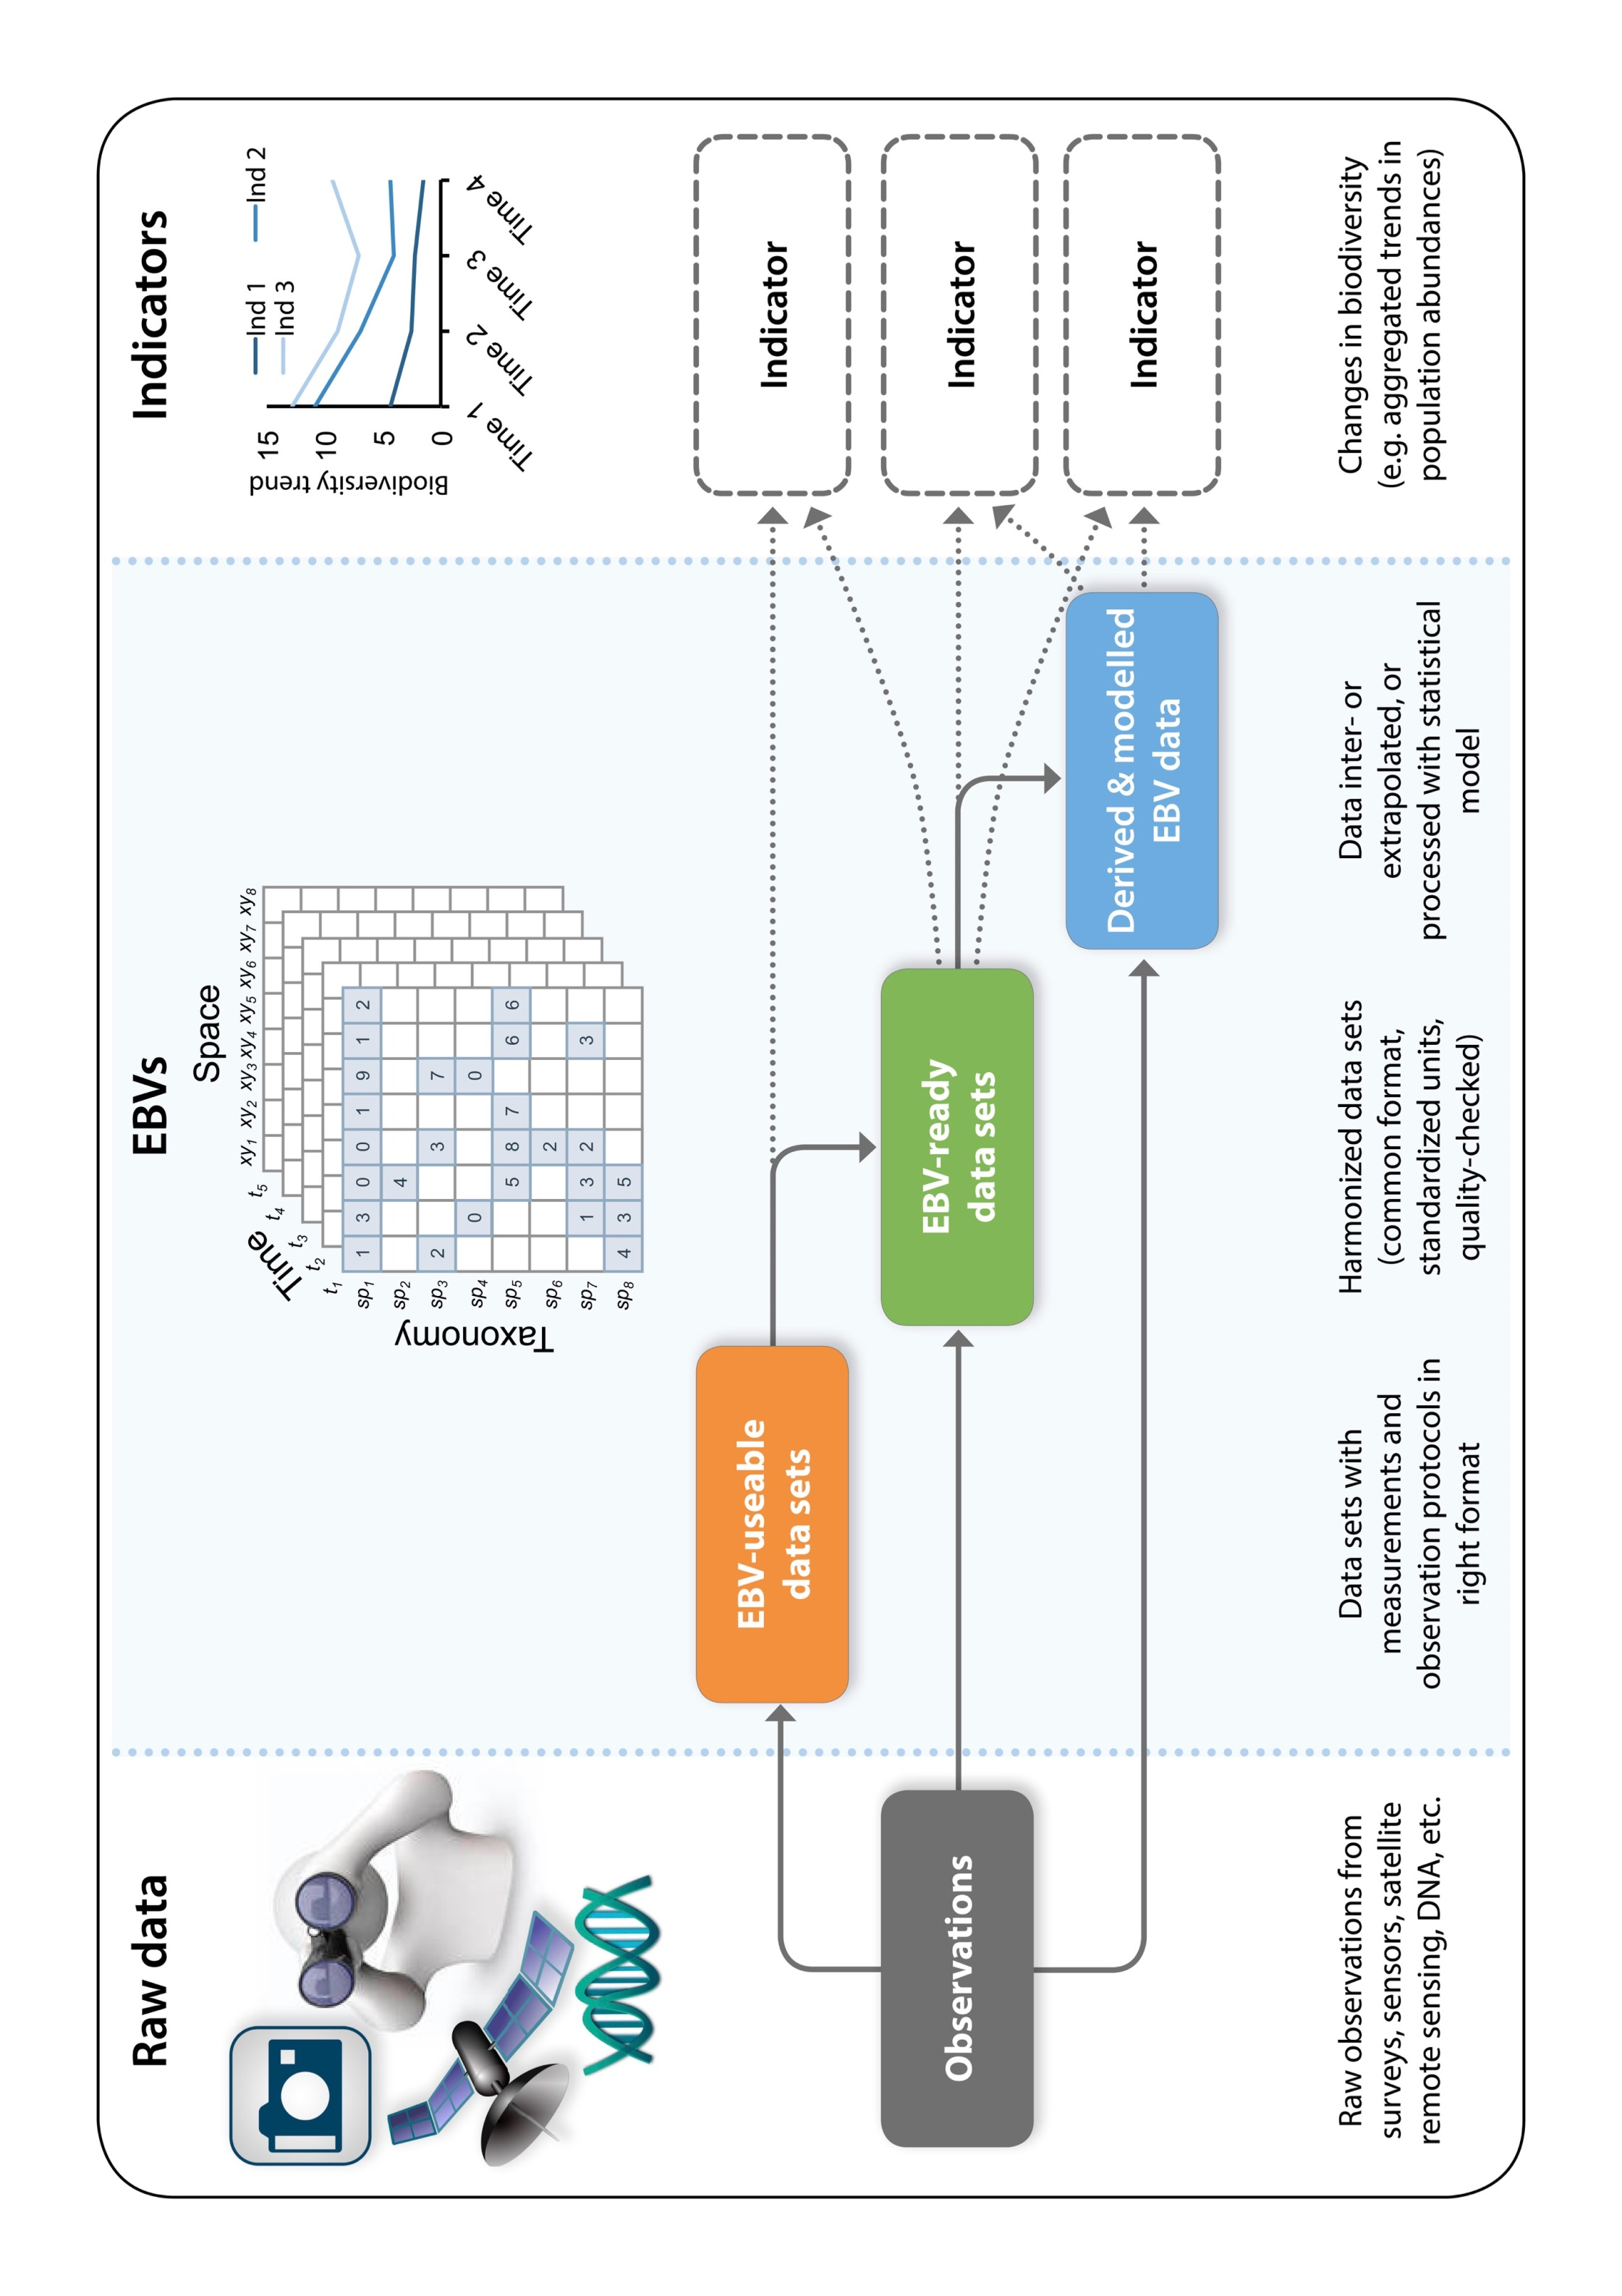 Raw data
EBVs
Indicators
Space
xy1 xy2 xy3 xy4 xy5 xy6 xy7 xy8
Time
t5
t4
t3
t2
t1
Taxonomy
sp1 1 3 0 0 1 9 1 2
sp2 4
sp3 2 3 7
sp4 0 0
sp5 5 8 7 6 6
sp6 2
sp7 1 3 2 3
sp8 4 3 5
Ind 1
Ind 2
Ind 3
Biodiversity trend
15
10
5
0
Time 1
Time 2
Time 3
Time 4
Observations
EBV-useable
data sets
EBV-ready
data sets
Derived & modelled
EBV data
Indicator
Indicator
Indicator
Raw observations from
surveys, sensors, satellite
remote sensing, DNA, etc.
Data sets with
measurements and
observation protocols in
right format
Harmonized data sets
(common format,
standardized units,
quality-checked)
Data inter- or
extrapolated, or
processed with statistical
model
Changes in biodiversity
(e.g. aggregated trends in
population abundances)